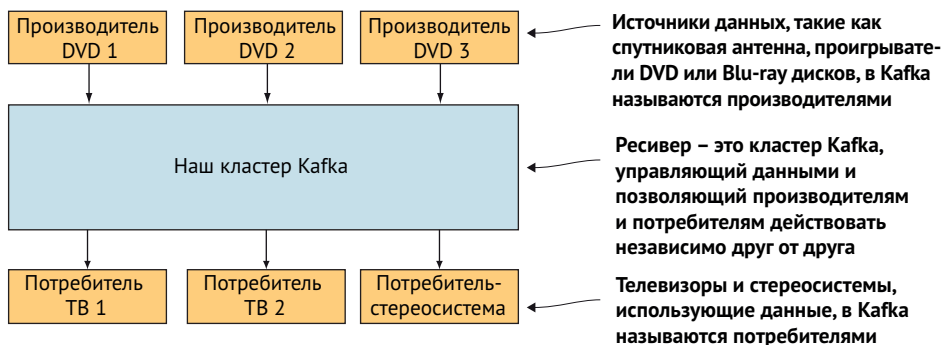 Производитель
DVD 1
Производитель
DVD 2
Производитель
DVD 3
Источники данных, такие как
спутниковая антенна, проигрывате-
ли DVD или Blu-ray дисков, в Kafka
называются производителями
Наш кластер Kafka
Ресивер – это кластер Kafka,
управляющий данными и
позволяющий производителям
и потребителям действовать
независимо друг от друга
Потребитель
ТВ 1
Потребитель
ТВ 2
Потребитель-
стереосистема
Телевизоры и стереосистемы,
использующие данные, в Kafka
называются потребителями